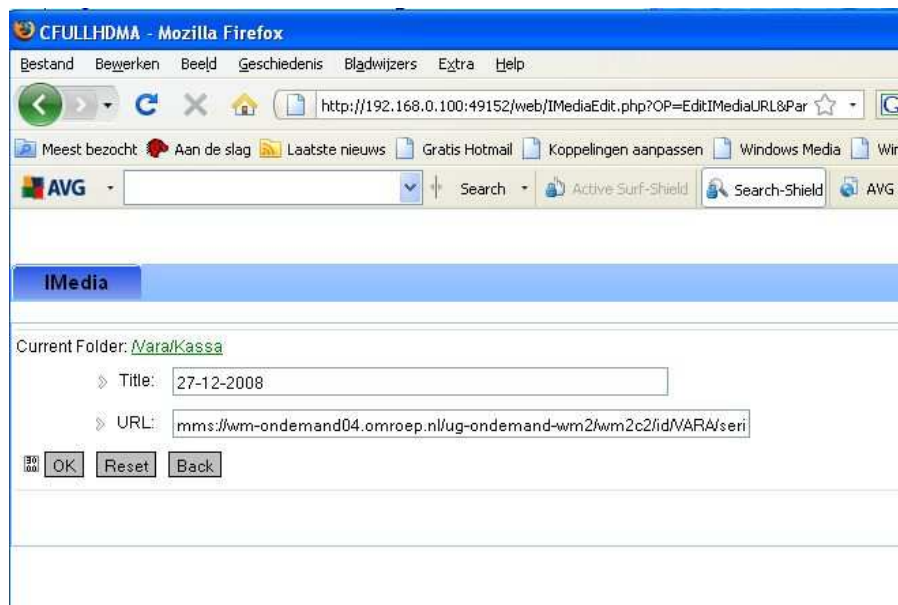 CFULLHDMA - Mozilla Firefox
Bestand Bewerken Beeld Geschiedenis Bladwijzers Extra Help
http://192.168.0.100:49152/web/IMediaEdit.php?OP=EditIMediaURL&Par
Meest bezocht Aan de slag Laatste nieuws Gratis Hotmail Koppelingen aanpassen Windows Media Wir
AVG Search Active Surf-Shield Search-Shield AVG
IMedia
Current Folder: /Vara/Kassa
Title: 27-12-2008
URL: mms://wm-ondemand04.omroep.nl/ug-ondemand-wm2/wm2c2/id/VARA/seri
OK Reset Back